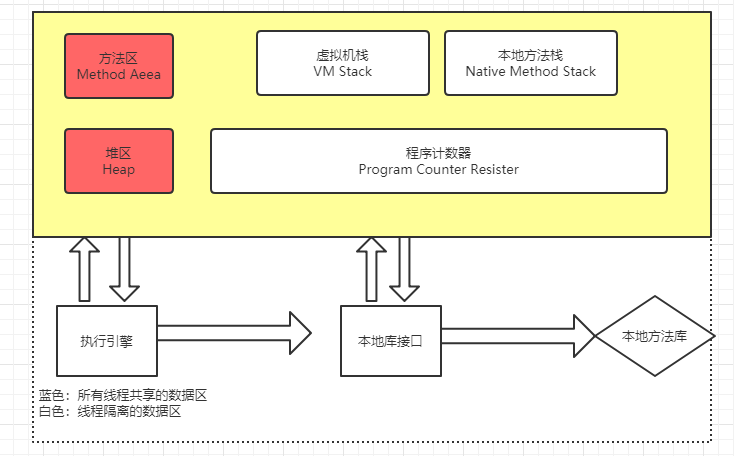 方法区
Method Aeea
虚拟机栈
VM Stack
本地方法栈
Native Method Stack
堆区
Heap
程序计数器
Program Counter Resister
执行引擎
本地库接口
本地方法库
蓝色：所有线程共享的数据区
白色：线程隔离的数据区